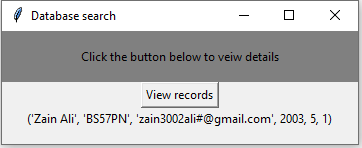 Database search
Click the button below to veiw details
View records
('Zain Ali', 'BS57PN', 'zain3002ali#@gmail.com', 2003, 5, 1)